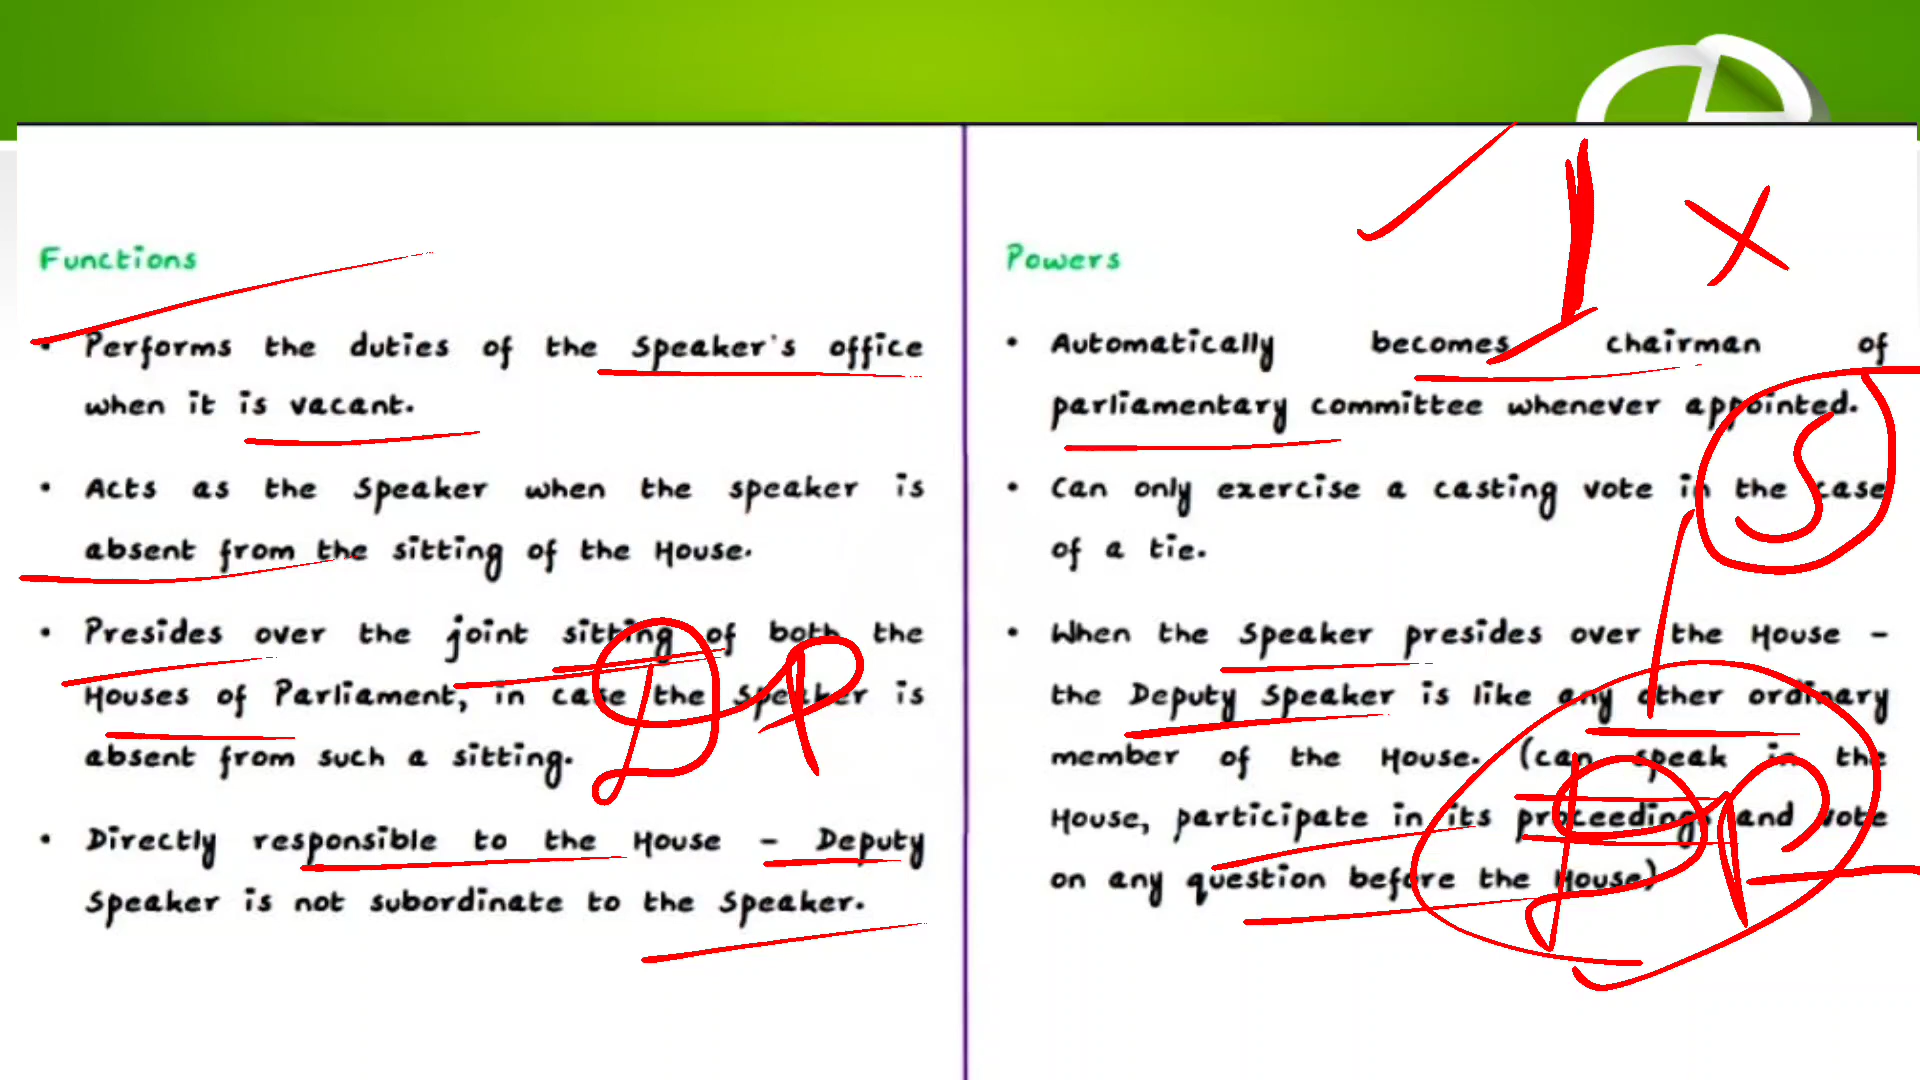 Functions
• Performs the duties of the Speaker's office
when it is vacant.
• Acts as the Speaker when the speaker is
absent from the sitting of the House.
• Presides over the joint sitting of both the
Houses of Parliament, in case the Speaker is
absent from such a sitting.
• Directly responsible to the House – Deputy
Speaker is not subordinate to the Speaker.
DP
Powers
• Automatically becomes chairman of
parliamentary committee whenever appointed.
• Can only exercise a casting vote in the case
of a tie.
• When the Speaker presides over the House –
the Deputy Speaker is like any other ordinary
member of the House. (can speak in the
House, participate in its proceedings and vote
on any question before the House)
1 X
S
DP